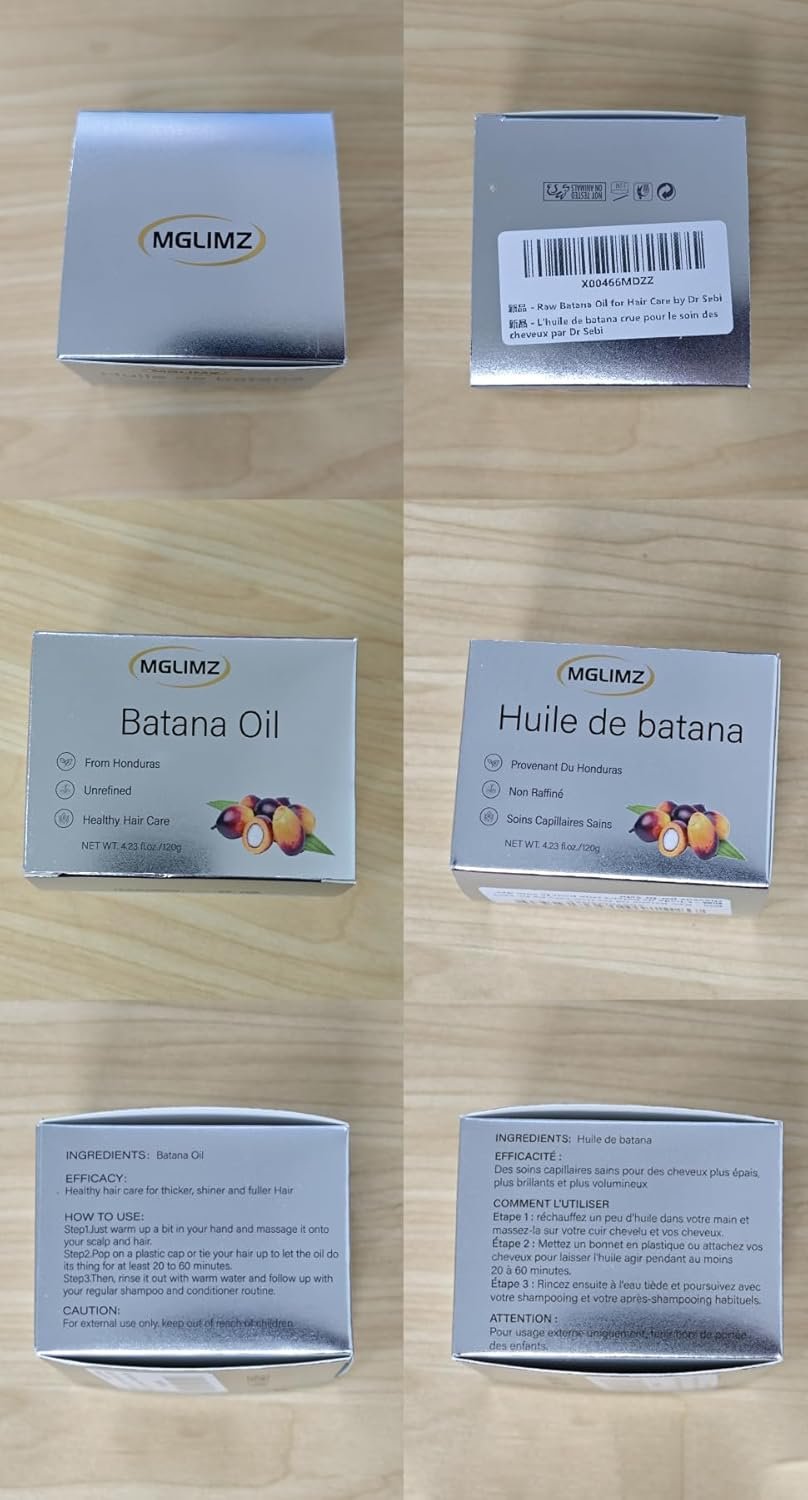 MGLIMZ
Huile de batana
NOT TESTED
ON ANIMALS
12M
X00466MDZZ
新品 - Raw Batana Oil for Hair Care by Dr Sebi
新品 - L'huile de batana crue pour le soin des
cheveux par Dr Sebi
MGLIMZ
Batana Oil
From Honduras
Unrefined
Healthy Hair Care
NET WT. 4.23 fl.oz./120g
MGLIMZ
Huile de batana
Provenant Du Honduras
Non Raffiné
Soins Capillaires Sains
NET WT. 4.23 fl.oz./120g
INGREDIENTS: Batana Oil
EFFICACY:
Healthy hair care for thicker, shiner and fuller Hair
HOW TO USE:
Step1.Just warm up a bit in your hand and massage it onto
your scalp and hair.
Step2.Pop on a plastic cap or tie your hair up to let the oil do
its thing for at least 20 to 60 minutes.
Step3.Then, rinse it out with warm water and follow up with
your regular shampoo and conditioner routine.
CAUTION:
For external use only, keep out of reach of children
INGREDIENTS: Huile de batana
EFFICACITÉ :
Des soins capillaires sains pour des cheveux plus épais,
plus brillants et plus volumineux
COMMENT L'UTILISER
Etape 1 : réchauffez un peu d'huile dans votre main et
massez-la sur votre cuir chevelu et vos cheveux.
Étape 2 : Mettez un bonnet en plastique ou attachez vos
cheveux pour laisser l'huile agir pendant au moins
20 à 60 minutes.
Étape 3 : Rincez ensuite à l'eau tiède et poursuivez avec
votre shampooing et votre après-shampooing habituels.
ATTENTION :
Pour usage externe uniquement, tenir hors de portée
des enfants.